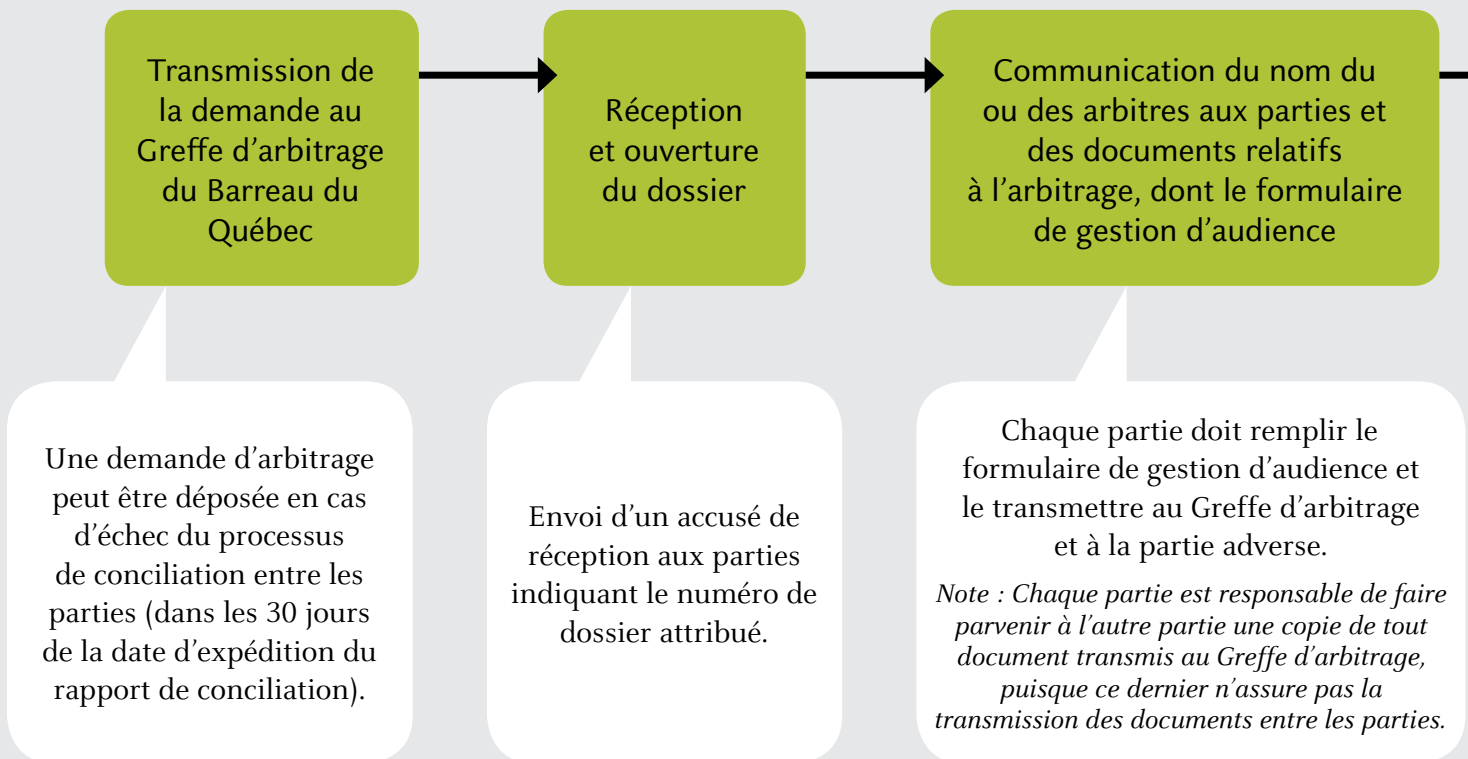 Transmission de
la demande au
Greffe d’arbitrage
du Barreau du
Québec
Réception
et ouverture
du dossier
Communication du nom du
ou des arbitres aux parties et
des documents relatifs
à l’arbitrage, dont le formulaire
de gestion d’audience
Une demande d’arbitrage
peut être déposée en cas
d’échec du processus
de conciliation entre les
parties (dans les 30 jours
de la date d’expédition du
rapport de conciliation).
Envoi d’un accusé de
réception aux parties
indiquant le numéro de
dossier attribué.
Chaque partie doit remplir le
formulaire de gestion d’audience et
le transmettre au Greffe d’arbitrage
et à la partie adverse.
Note : Chaque partie est responsable de faire
parvenir à l’autre partie une copie de tout
document transmis au Greffe d’arbitrage,
puisque ce dernier n’assure pas la
transmission des documents entre les parties.